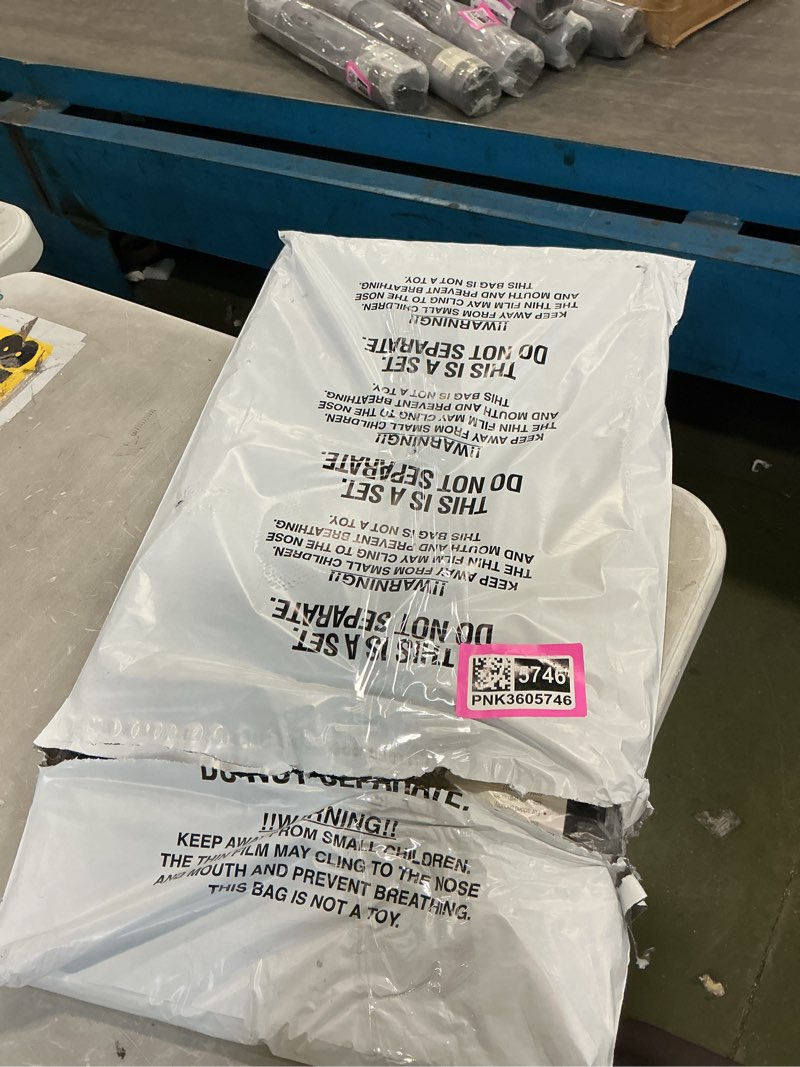 THIS BAG IS NOT A TOY.
AND MOUTH AND PREVENT BREATHING.
THE THIN FILM MAY CLING TO THE NOSE
KEEP AWAY FROM SMALL CHILDREN.
!!WARNING!!
DO NOT SEPARATE.
THIS IS A SET.
THIS BAG IS NOT A TOY.
AND MOUTH AND PREVENT BREATHING.
THE THIN FILM MAY CLING TO THE NOSE
KEEP AWAY FROM SMALL CHILDREN.
!!WARNING!!
DO NOT SEPARATE.
THIS IS A SET.
THIS BAG IS NOT A TOY.
AND MOUTH AND PREVENT BREATHING.
THE THIN FILM MAY CLING TO THE NOSE
KEEP AWAY FROM SMALL CHILDREN.
!!WARNING!!
DO NOT SEPARATE.
THIS IS A SET.
5746
PNK3605746
DO NOT SEPARATE.
!!WARNING!!
KEEP AWAY FROM SMALL CHILDREN.
THE THIN FILM MAY CLING TO THE NOSE
AND MOUTH AND PREVENT BREATHING.
THIS BAG IS NOT A TOY.